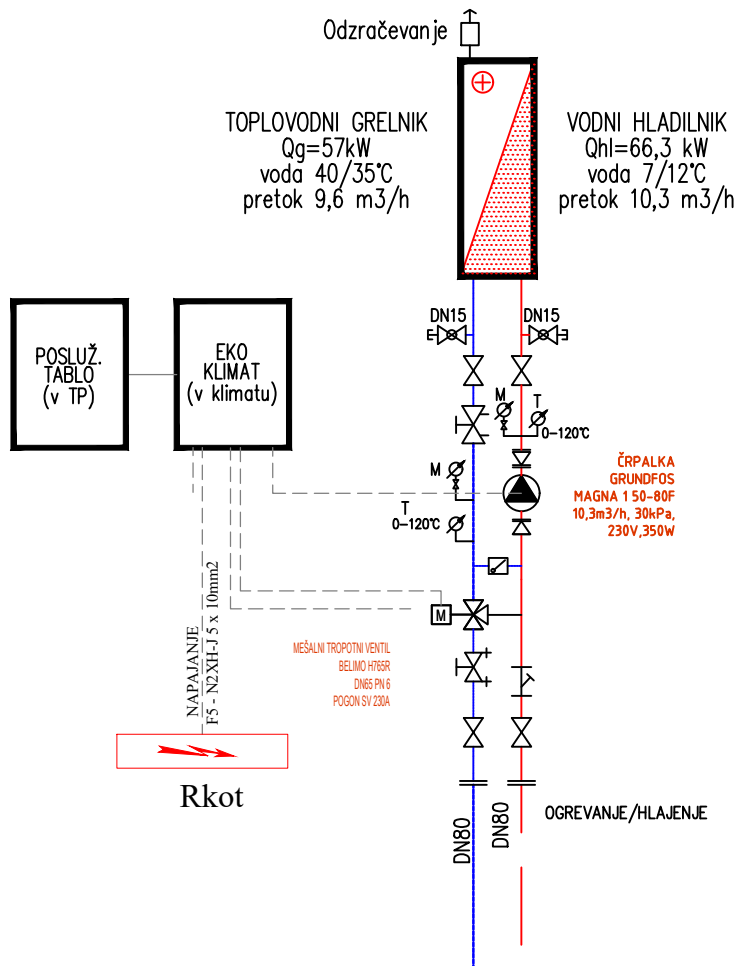 Odzračevanje
TOPLOVODNI GRELNIK
Qg=57kW
voda 40/35°C
pretok 9,6 m3/h
VODNI HLADILNIK
Qhl=66,3 kW
voda 7/12°C
pretok 10,3 m3/h
DN15
DN15
POSLUŽ.
TABLO
(v TP)
EKO
KLIMAT
(v klimatu)
M
T
0-120°C
M
T
0-120°C
ČRPALKA
GRUNDFOS
MAGNA 1 50-80F
10,3m3/h, 30kPa,
230V,350W
M
MEŠALNI TROPOTNI VENTIL
BELIMO H765R
DN65 PN 6
POGON SV 230A
NAPAJANJE
F5 - N2XH-J 5 x 10mm2
Rkot
DN80
DN80
OGREVANJE/HLAJENJE